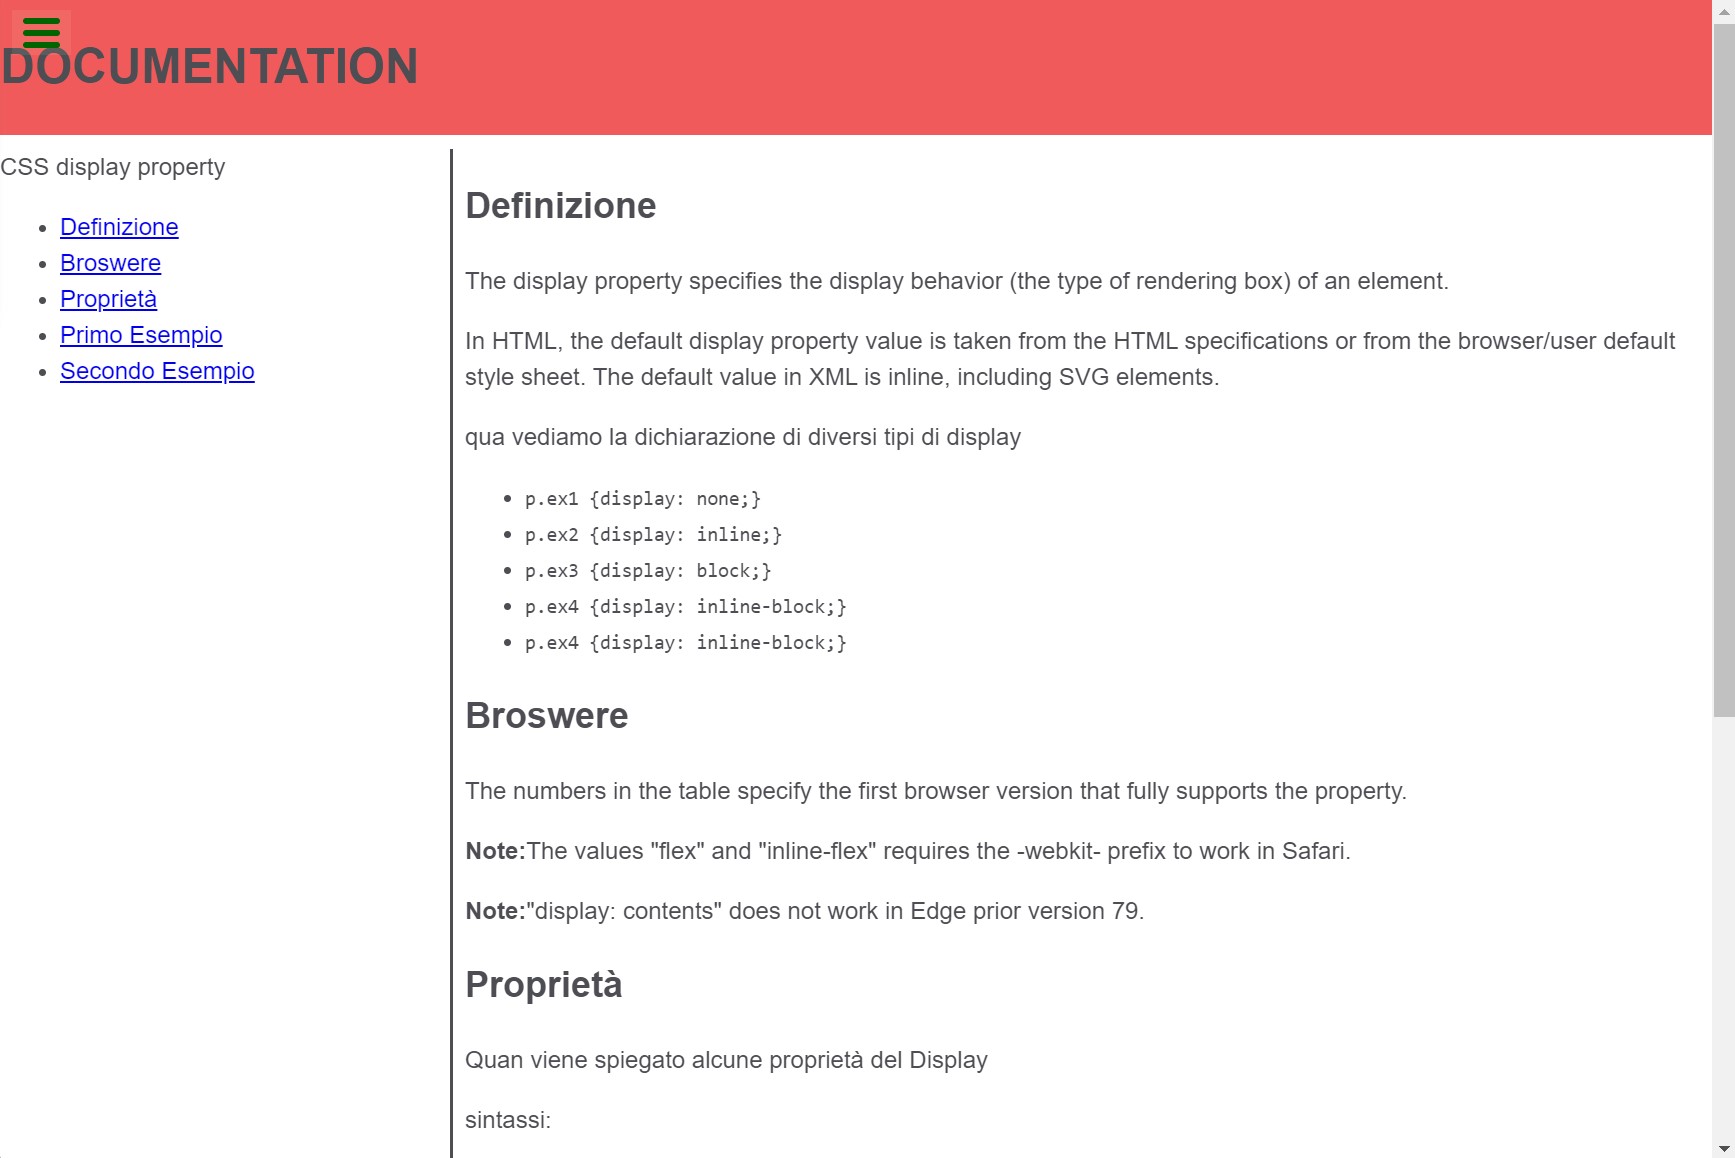 DOCUMENTATION
CSS display property
Definizione
Broswere
Proprietà
Primo Esempio
Secondo Esempio
Definizione
The display property specifies the display behavior (the type of rendering box) of an element.
In HTML, the default display property value is taken from the HTML specifications or from the browser/user default
style sheet. The default value in XML is inline, including SVG elements.
qua vediamo la dichiarazione di diversi tipi di display
p.ex1 {display: none;}
p.ex2 {display: inline;}
p.ex3 {display: block;}
p.ex4 {display: inline-block;}
p.ex4 {display: inline-block;}
Broswere
The numbers in the table specify the first browser version that fully supports the property.
Note:The values "flex" and "inline-flex" requires the -webkit- prefix to work in Safari.
Note:"display: contents" does not work in Edge prior version 79.
Proprietà
Quan viene spiegato alcune proprietà del Display
sintassi: